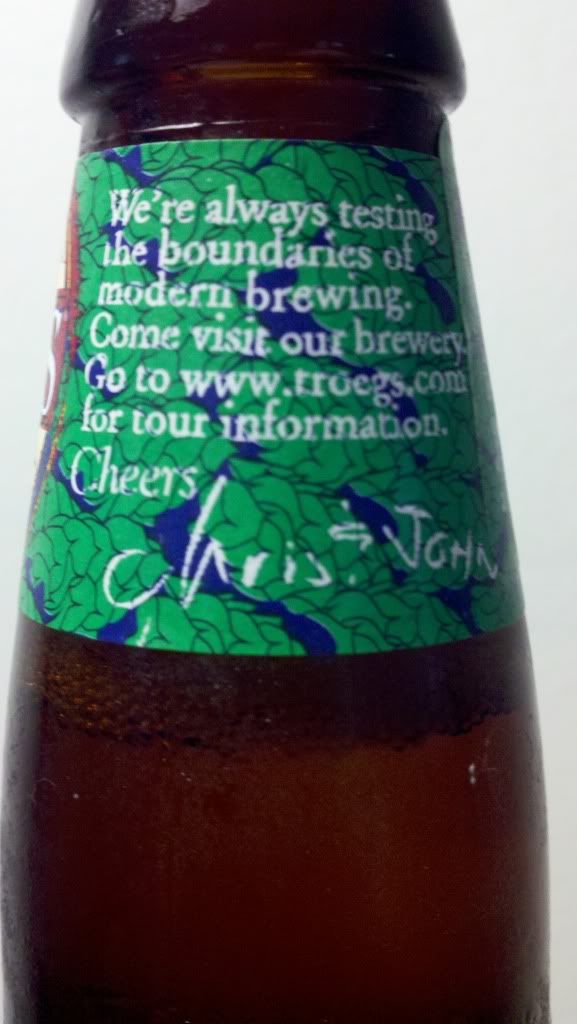 We're always testing
the boundaries of
modern brewing.
Come visit our brewery.
Go to www.troegs.com
for tour information.
Cheers,
Chris & JOHN